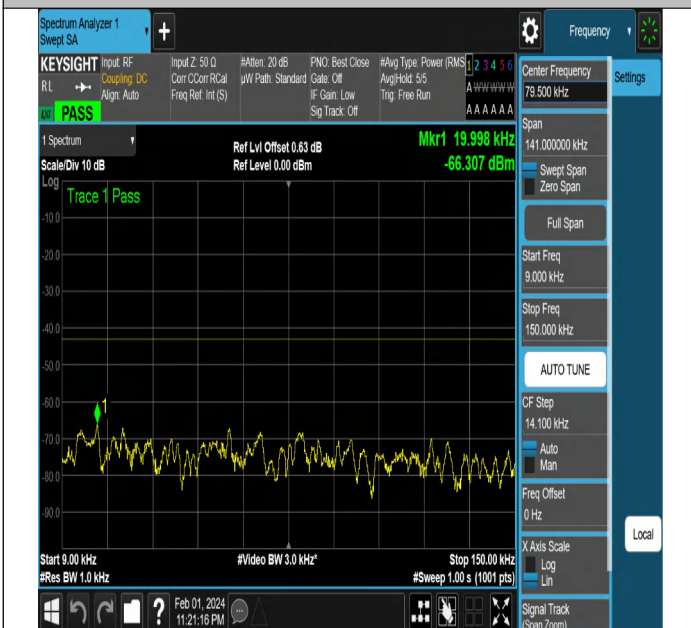 Spectrum Analyzer 1
Swept SA
Frequency
KEYSIGHT
RL
LXI
PASS
Input: RF
Coupling: DC
Align: Auto
Input Z: 50 Ω
Corr CCorr RCal
Freq Ref: Int (S)
#Atten: 20 dB
µW Path: Standard
PNO: Best Close
Gate: Off
IF Gain: Low
Sig Track: Off
#Avg Type: Power (RMS
Avg|Hold: 5/5
Trig: Free Run
1 2 3 4 5 6
A W W W W W
A A A A A A
Center Frequency
79.500 kHz
Settings
1 Spectrum
Scale/Div 10 dB
Ref Lvl Offset 0.63 dB
Ref Level 0.00 dBm
Mkr1 19.998 kHz
-66.307 dBm
Span
141.000000 kHz
Swept Span
Zero Span
Log
Trace 1 Pass
-10.0
-20.0
-30.0
-40.0
-50.0
-60.0
-70.0
-80.0
-90.0
1
Full Span
Start Freq
9.000 kHz
Stop Freq
150.000 kHz
AUTO TUNE
CF Step
14.100 kHz
Auto
Man
Freq Offset
0 Hz
X Axis Scale
Log
Lin
Local
Start 9.00 kHz
#Res BW 1.0 kHz
#Video BW 3.0 kHz*
Stop 150.00 kHz
#Sweep 1.00 s (1001 pts)
?
Feb 01, 2024
11:21:16 PM
Signal Track
(Span Zoom)